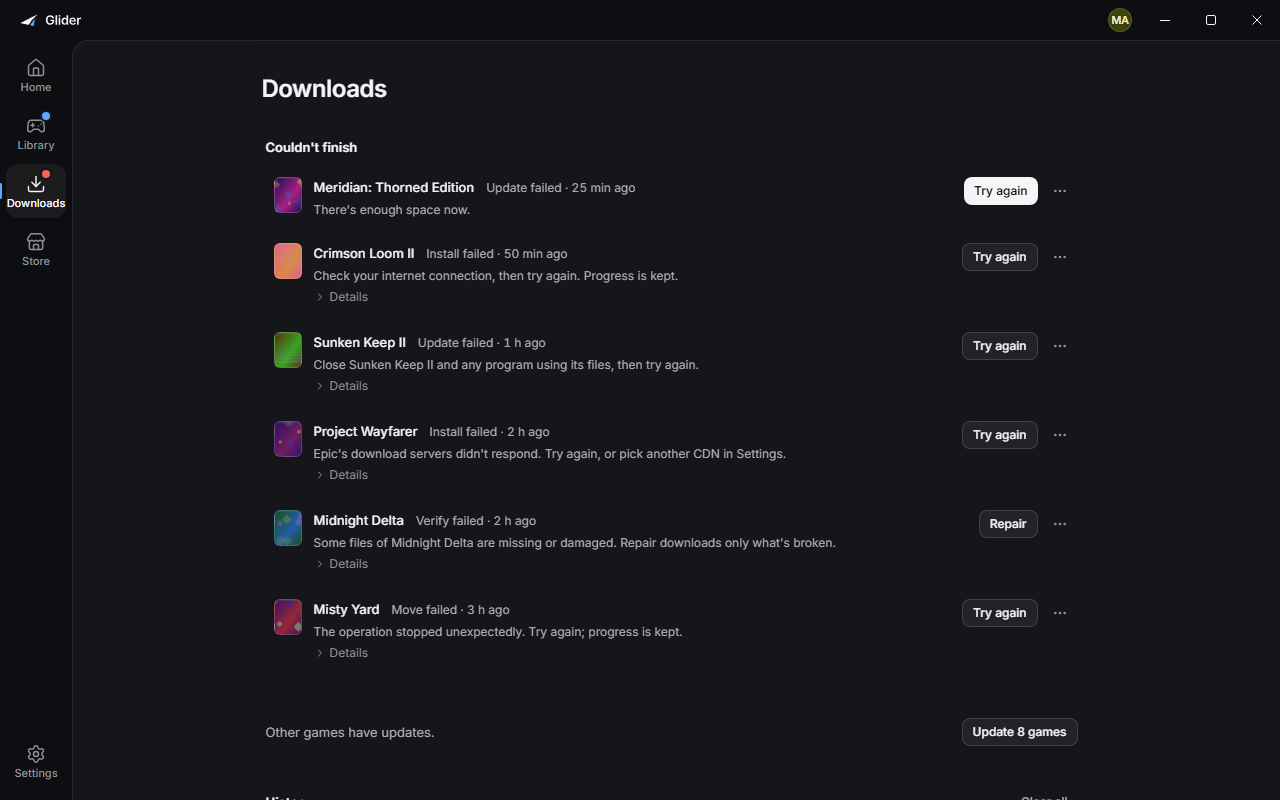 Glider
MA
Home
Library
Downloads
Store
Settings
Downloads
Couldn't finish
Meridian: Thorned Edition Update failed · 25 min ago
There's enough space now.
Try again
Crimson Loom II Install failed · 50 min ago
Check your internet connection, then try again. Progress is kept.
Details
Try again
Sunken Keep II Update failed · 1 h ago
Close Sunken Keep II and any program using its files, then try again.
Details
Try again
Project Wayfarer Install failed · 2 h ago
Epic's download servers didn't respond. Try again, or pick another CDN in Settings.
Details
Try again
Midnight Delta Verify failed · 2 h ago
Some files of Midnight Delta are missing or damaged. Repair downloads only what's broken.
Details
Repair
Misty Yard Move failed · 3 h ago
The operation stopped unexpectedly. Try again; progress is kept.
Details
Try again
Other games have updates.
Update 8 games